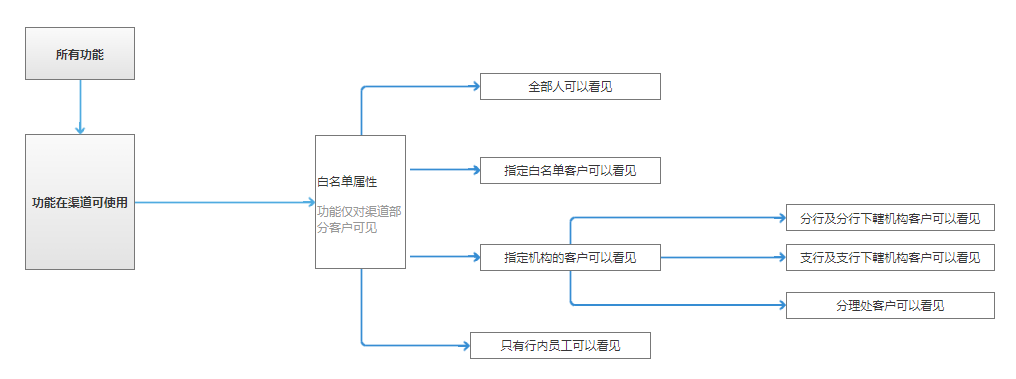 所有功能
功能在渠道可使用
白名单属性
功能仅对渠道部
分客户可见
全部人可以看见
指定白名单客户可以看见
指定机构的客户可以看见
分行及分行下辖机构客户可以看见
支行及支行下辖机构客户可以看见
分理处客户可以看见
只有行内员工可以看见